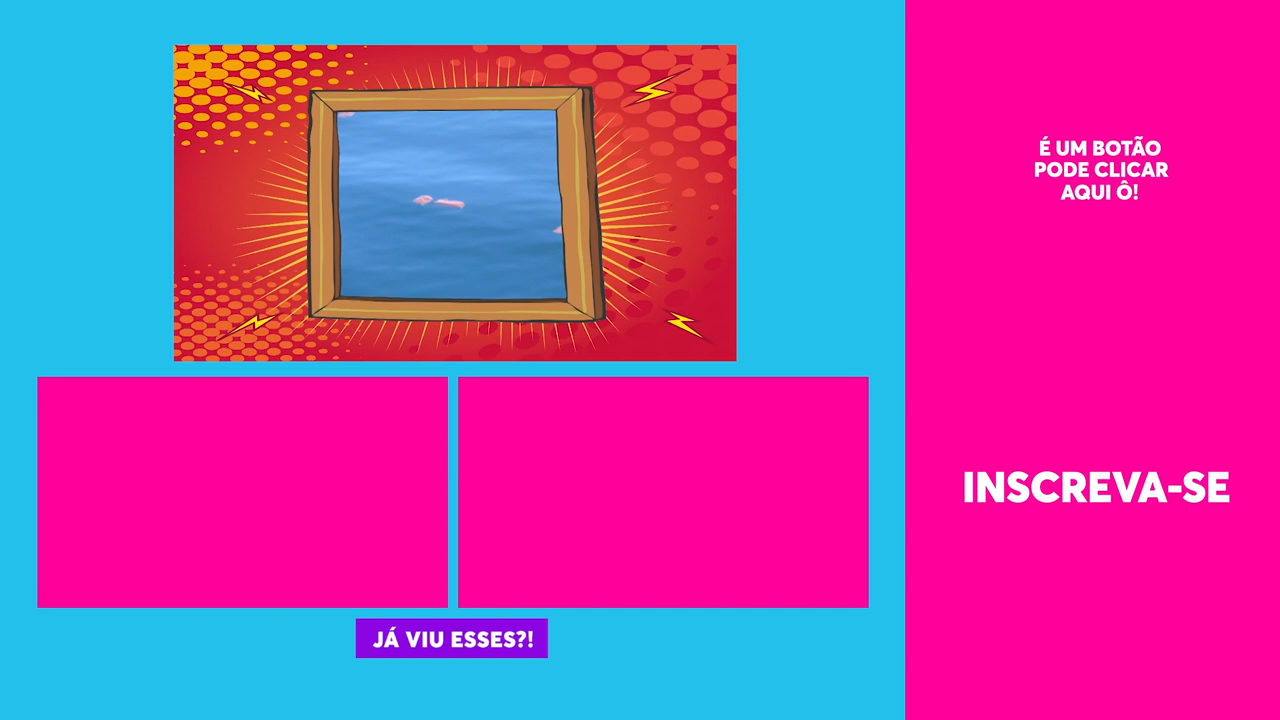 É UM BOTÃO
PODE CLICAR
AQUI Ô!
INSCREVA-SE
JÁ VIU ESSES?!